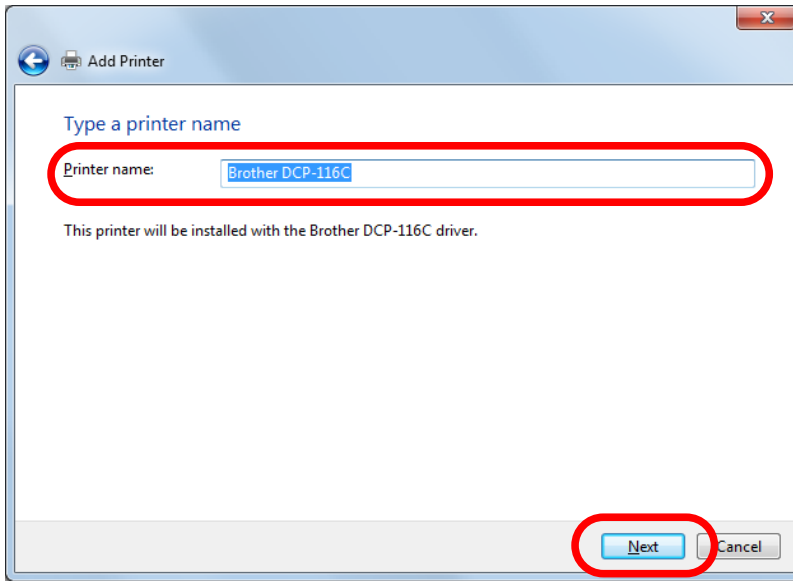 Add Printer
Type a printer name
Printer name: Brother DCP-116C
This printer will be installed with the Brother DCP-116C driver.
Next Cancel